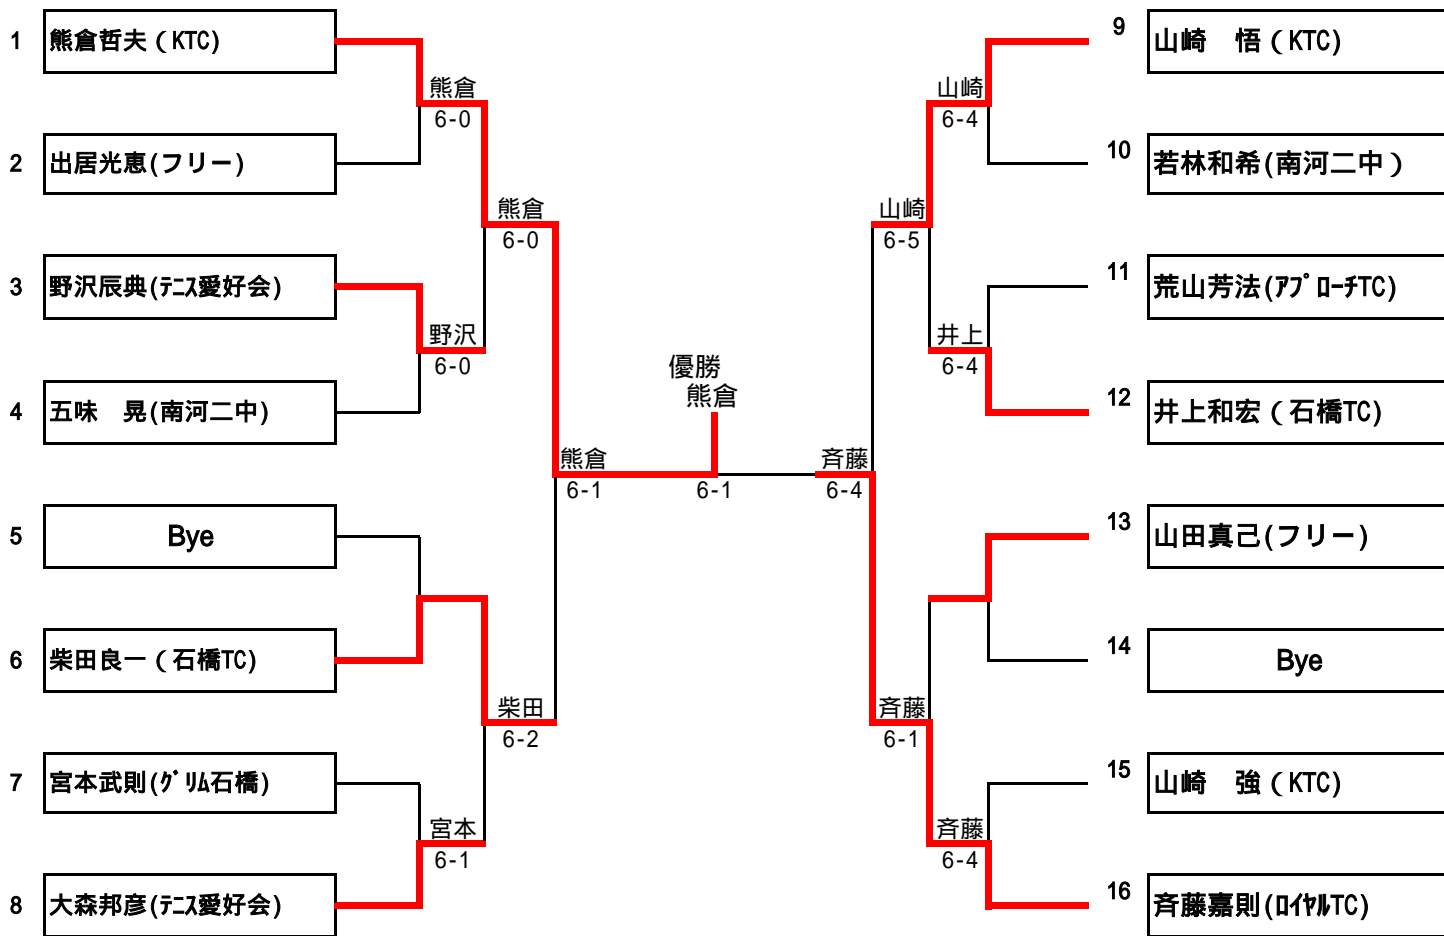 1 熊倉哲夫（KTC)
熊倉
6-0
2 出居光恵(フリー)
熊倉
6-0
3 野沢辰典(ﾃﾆｽ愛好会)
野沢
6-0
4 五味　晃(南河二中)
熊倉
6-1
5 Bye
6 柴田良一（石橋TC)
柴田
6-2
7 宮本武則(ｸﾞﾘﾑ石橋)
宮本
6-1
8 大森邦彦(ﾃﾆｽ愛好会)
優勝
熊倉
6-1
9 山崎　悟（KTC)
山崎
6-4
10 若林和希(南河二中）
山崎
6-5
11 荒山芳法(ｱﾌﾟﾛｰﾁTC)
井上
6-4
12 井上和宏（石橋TC)
斉藤
6-4
13 山田真己(フリー)
14 Bye
斉藤
6-1
15 山崎　強（KTC)
斉藤
6-4
16 斉藤嘉則(ﾛｲﾔﾙTC)